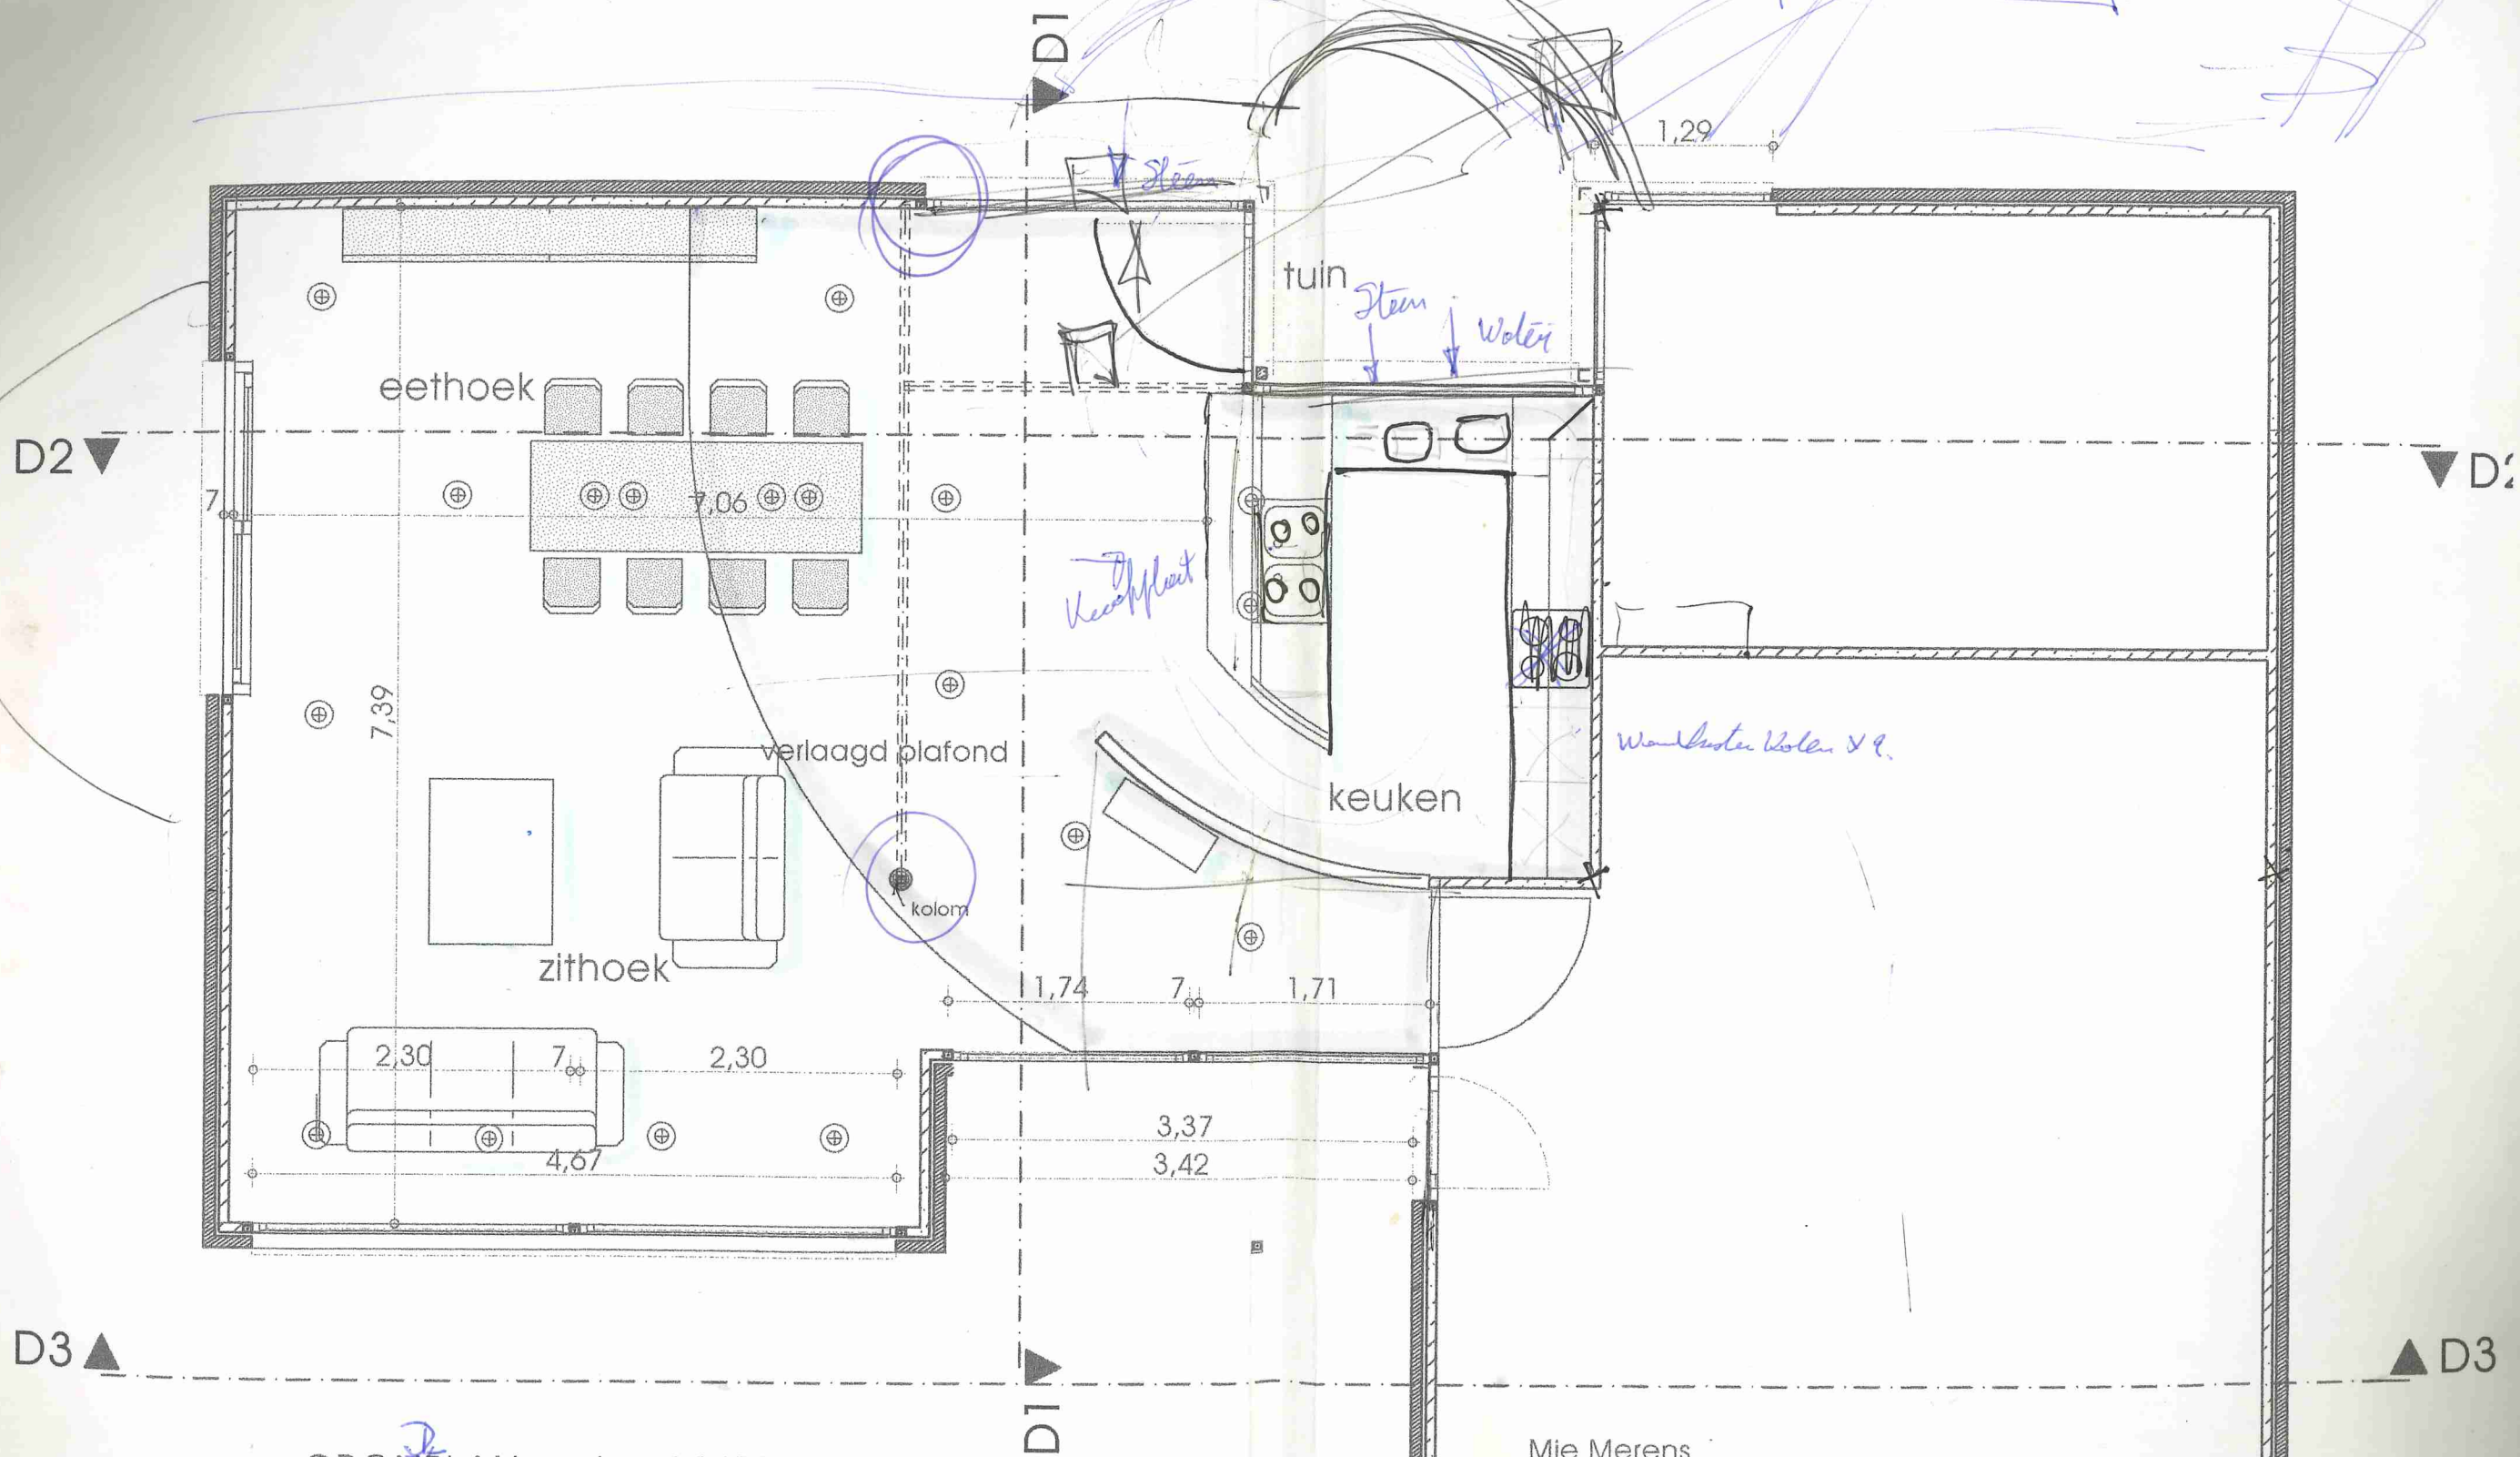 D1
1,29
Steen
tuin
Steen
Water
eethoek
D2
7
7,06
7,39
verlaagd plafond
keuken
kolom
zithoek
1,74
7
1,71
2,30
7
2,30
3,37
4,67
3,42
D3
D3
D1
Mie Merens